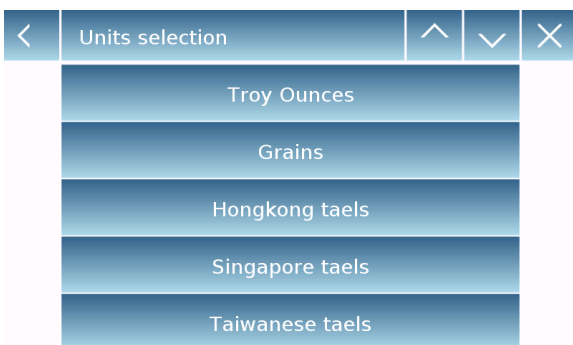 Units selection
Troy Ounces
Grains
Hongkong taels
Singapore taels
Taiwanese taels